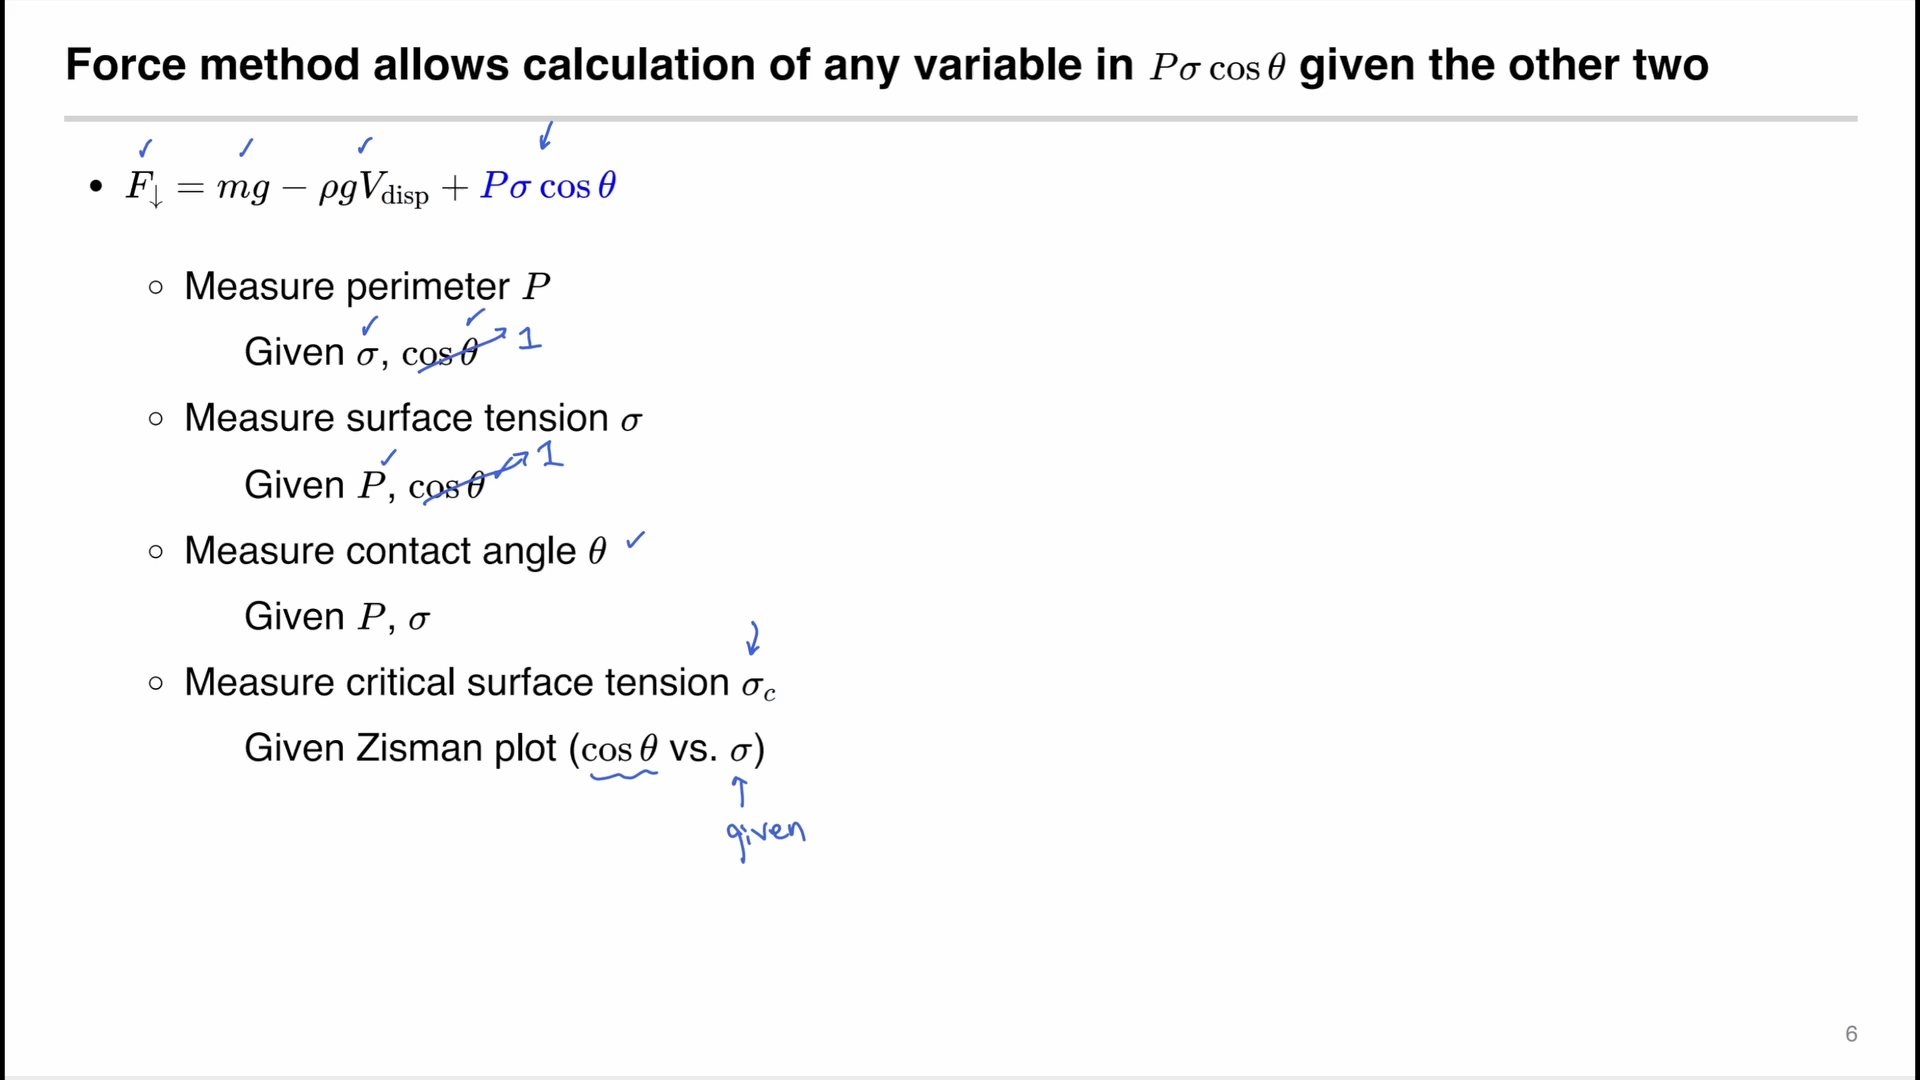 Force method allows calculation of any variable in Pσ cos θ given the other two
✓ ✓ ✓ ↓
• F↓ = mg − ρgV_disp + Pσ cos θ
○ Measure perimeter P
✓ ✓
Given σ, cos θ → 1
○ Measure surface tension σ
✓
Given P, cos θ → 1
○ Measure contact angle θ ✓
Given P, σ
↓
○ Measure critical surface tension σ_c
Given Zisman plot (cos θ vs. σ)
↑
given
6